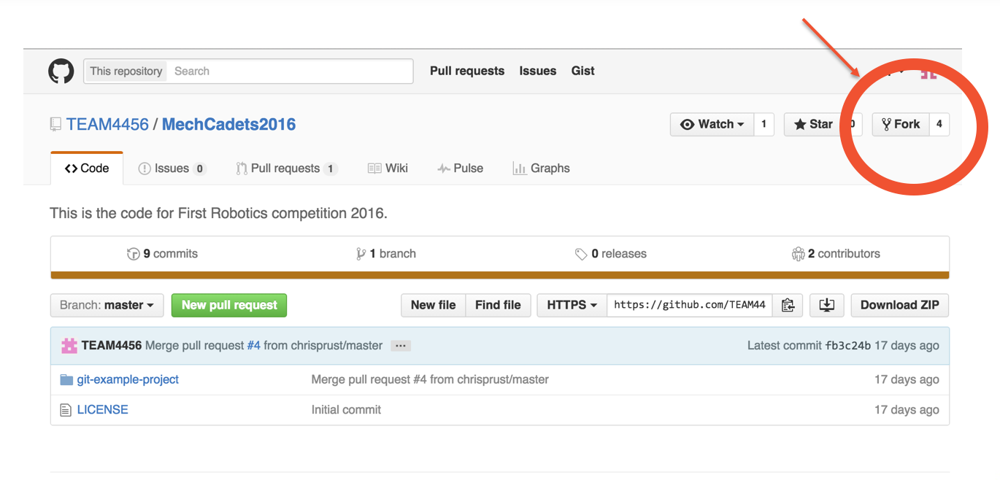 This repository Search Pull requests Issues Gist
TEAM4456 / MechCadets2016 Watch 1 Star 0 Fork 4
Code Issues 0 Pull requests 1 Wiki Pulse Graphs
This is the code for First Robotics competition 2016.
9 commits 1 branch 0 releases 2 contributors
Branch: master New pull request New file Find file HTTPS https://github.com/TEAM44 Download ZIP
TEAM4456 Merge pull request #4 from chrisprust/master ... Latest commit fb3c24b 17 days ago
git-example-project Merge pull request #4 from chrisprust/master 17 days ago
LICENSE Initial commit 17 days ago